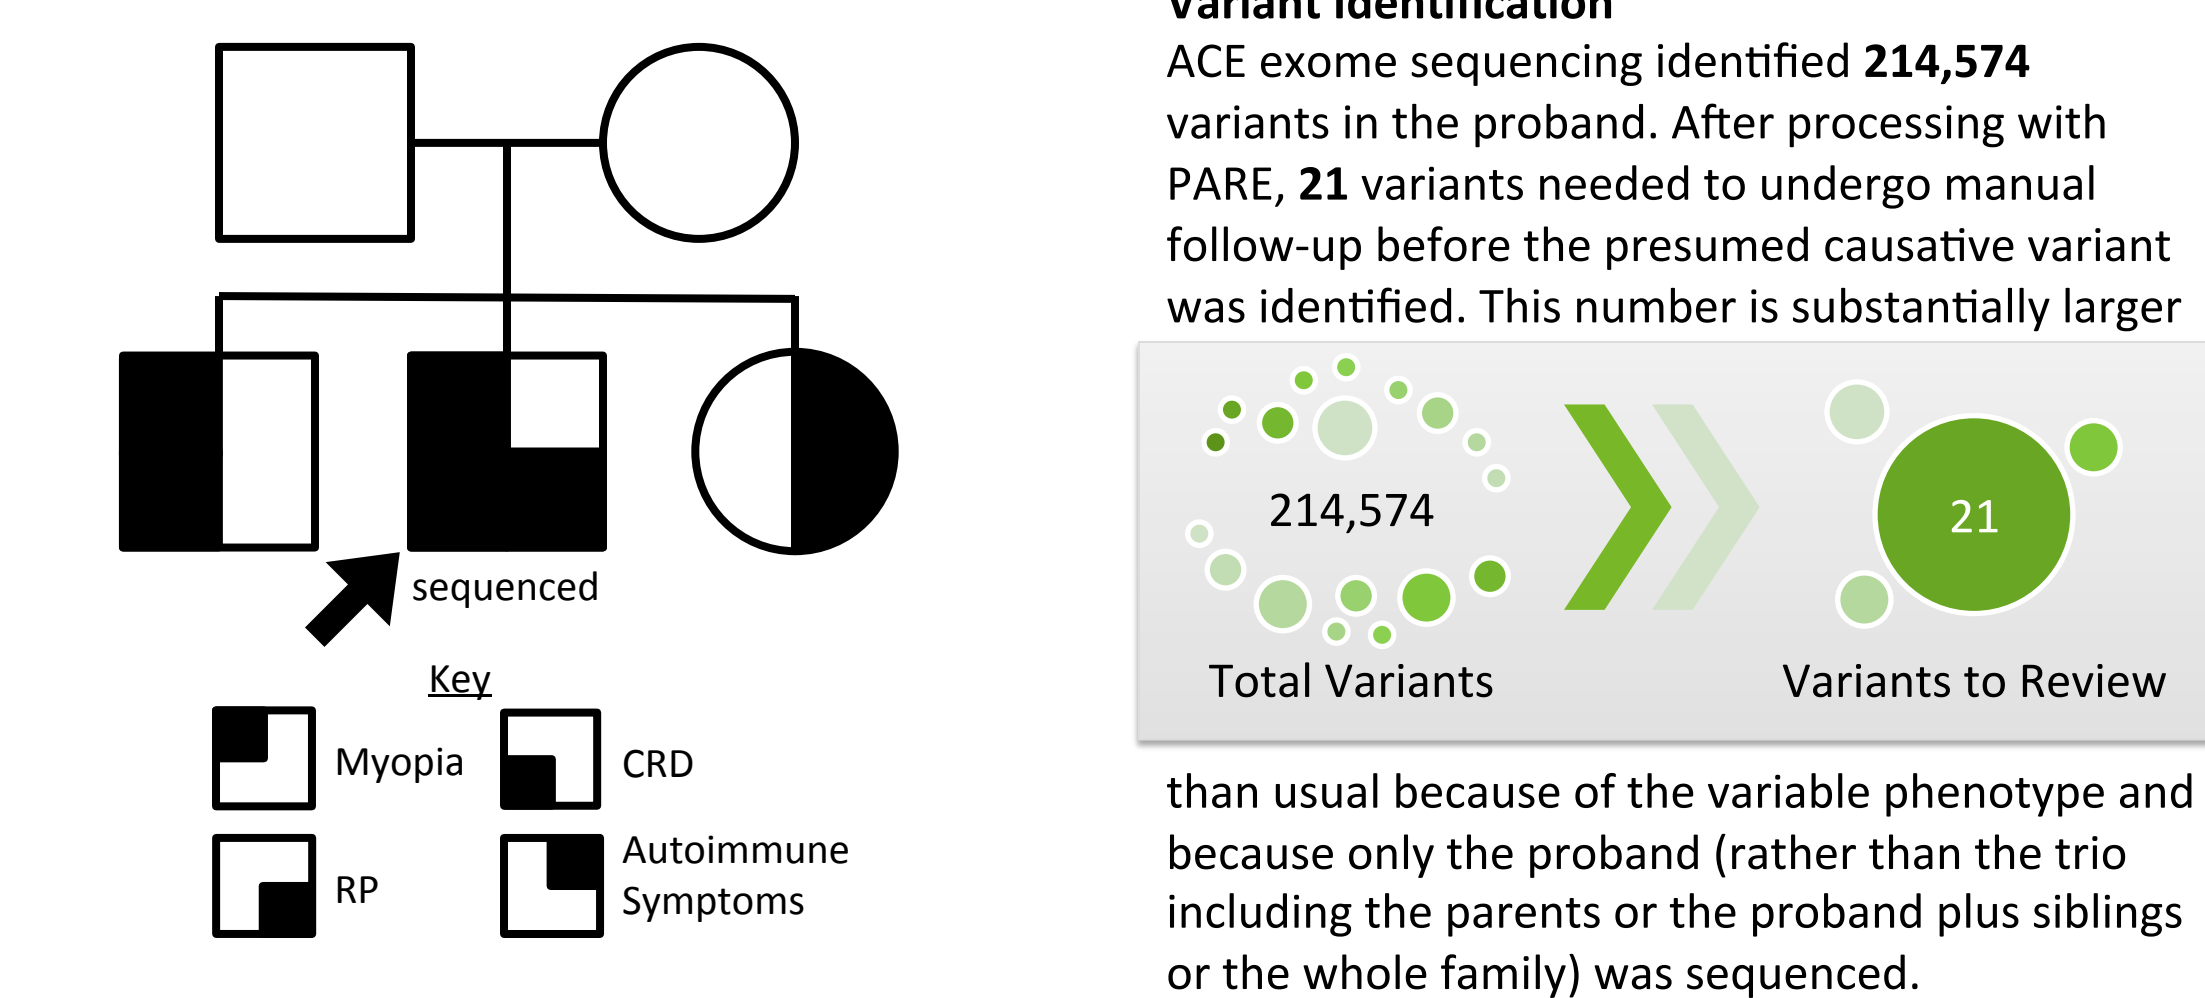 sequenced
Key
Myopia
CRD
RP
Autoimmune
Symptoms
Variant Identification
ACE exome sequencing identified 214,574
variants in the proband. After processing with
PARE, 21 variants needed to undergo manual
follow-up before the presumed causative variant
was identified. This number is substantially larger
214,574
21
Total Variants
Variants to Review
than usual because of the variable phenotype and
because only the proband (rather than the trio
including the parents or the proband plus siblings
or the whole family) was sequenced.